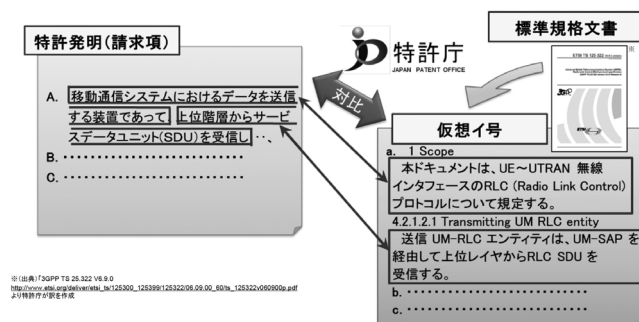 特許発明(請求項)
A. 移動通信システムにおけるデータを送信
する装置であって 上位階層からサービ
スデータユニット(SDU)を受信し‥、
B. ‥‥‥‥‥‥‥‥‥‥‥‥‥
C. ‥‥‥‥‥‥‥‥‥‥‥‥‥
特許庁
JAPAN PATENT OFFICE
対比
標準規格文書
※
ETSI TS 125 322
3GPP
ETSI
仮想イ号
a. 1 Scope
本ドキュメントは、UE～UTRAN 無線
インタフェースのRLC (Radio Link Control)
プロトコルについて規定する。
4.2.1.2.1 Transmitting UM RLC entity
送信 UM-RLC エンティティは、UM-SAP を
経由して上位レイヤからRLC SDU を
受信する。
b. ‥‥‥‥‥‥‥‥‥‥‥‥‥
c. ‥‥‥‥‥‥‥‥‥‥‥‥‥
※(出典)「3GPP TS 25.322 V6.9.0
http://www.etsi.org/deliver/etsi_ts/125300_125399/125322/06.09.00_60/ts_125322v060900p.pdf
より特許庁が訳を作成